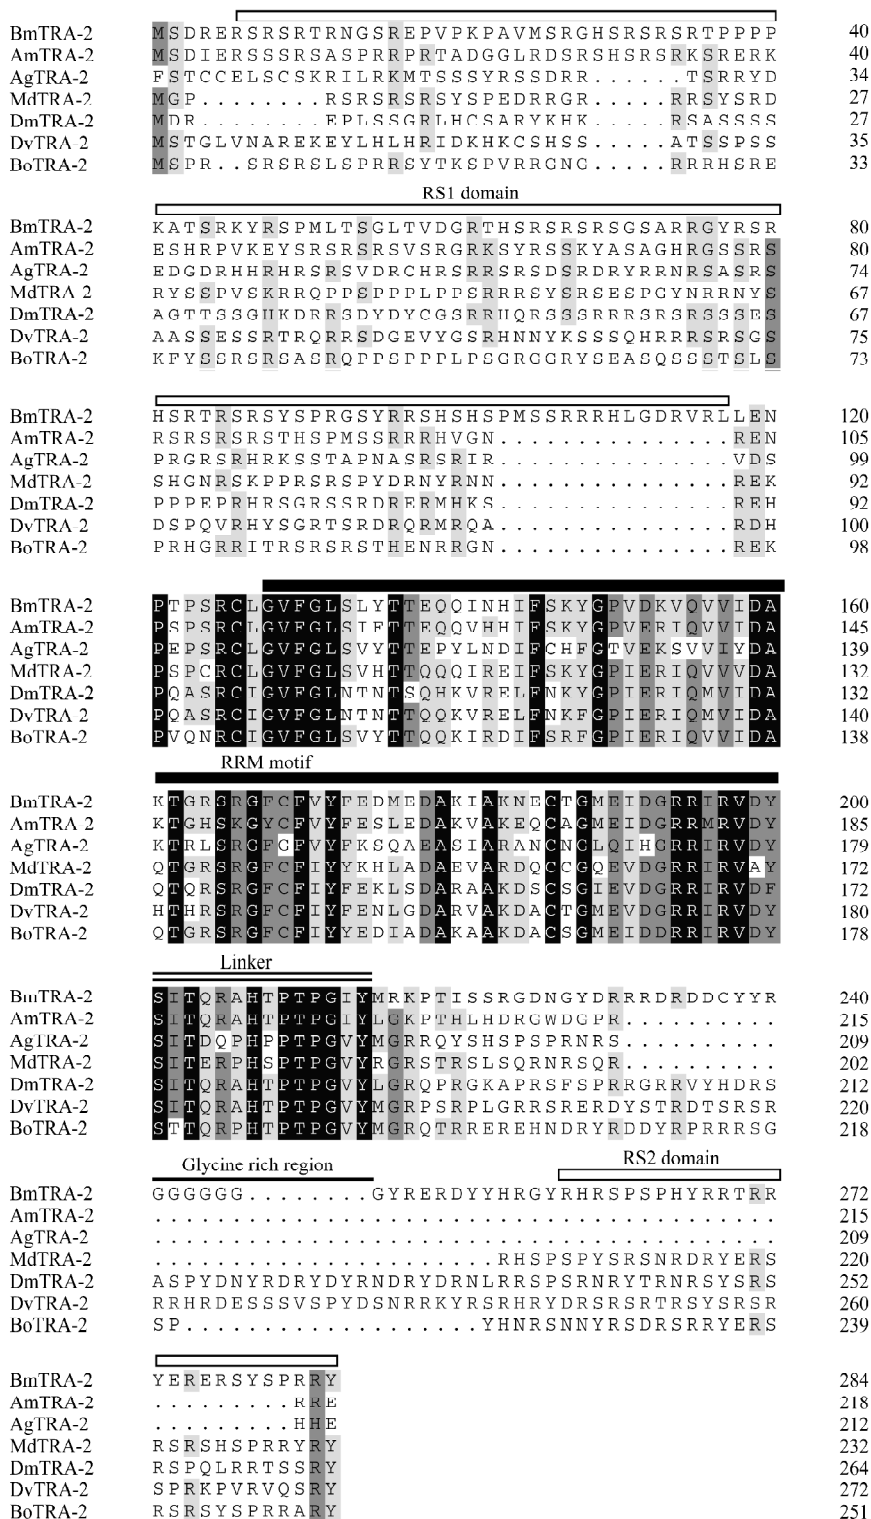 BmTRA-2 MSDRERSRSRTRNGSREPVPKPAVMSRGHSRSRSRTPPPP 40
AmTRA-2 MSDIERSSSRSASPRRPRTADGGLRDSRSHSRSRKSRERK 40
AgTRA-2 FSTCCELSCSKRILRKMTSSSYRSSDRR......TSRRYD 34
MdTRA-2 MGP........RSRSRSRSYSPEDRRGR.....RRSYSRD 27
DmTRA-2 MDR........EPLSSGRLHCSARYKHK.....RSASSSS 27
DvTRA-2 MSTGLVNAREKEYLHLHRIDKHKCSHSS.....ATSSPSS 35
BoTRA-2 MSPR..SRSRSLSPRRSYTKSPVRRGNG.....RRRHSRE 33
RS1 domain
BmTRA-2 KATSRKYRSPMLTSGLTVDGRTHSRSRSRSGSARRGYRSR 80
AmTRA-2 ESHRPVKEYSRSRSRSVSRGRKSYRSSKYASAGHRGSSRS 80
AgTRA-2 EDGDRHHRHRSRSVDRCHRSRRSRSDSRDRYRRNRSASRS 74
MdTRA-2 RYSSPVSKRRQPPSPPPLPPSRRRSYSRSESPGYNRRNYS 67
DmTRA-2 AGTTSSGHKDRRSDYDYCGSRRHQRSSSRRRSRSRSSSES 67
DvTRA-2 AASSESSRTRQRRSDGEVYGSRHNNYKSSSQHRRRSRSGS 75
BoTRA-2 KFYSSRSRSASRQPPSPPPLPSGRGGRYSEASQSSSTSLS 73
BmTRA-2 HSRTRSRSYSPRGSYRRSHSHSPMSSRRRHLGDRVRLLEN 120
AmTRA-2 RSRSRSRSTHSPMSSRRRHVGN...............REN 105
AgTRA-2 PRGRSRHRKSSTAPNASRSRIR...............VDS 99
MdTRA-2 SHGNRSKPPRSRPSYDRNYRNN...............REK 92
DmTRA-2 PPPEPRHRSGRSSRDRERMHKS...............REH 92
DvTRA-2 DSPQVRHYSGRTSRDRQRMRQA...............RDH 100
BoTRA-2 PRHGRRITRSRSRSTHENRRGN...............REK 98
BmTRA-2 PTPSRCLGVFGLSLYTTEQQINHIFSKYGPVDKVQVVIDA 160
AmTRA-2 PSPSRCLGVFGLSIFTTEQQVHHIFSKYGPVERIQVVIDA 145
AgTRA-2 PEPSRCLGVFGLSVYTTEPYLNDIFCHFGTVEKSVVIYDA 139
MdTRA-2 PSPCRCLGVFGLSVHTTQQQIREIFSKYGPIERIQVVVDA 132
DmTRA-2 PQASRCIGVFGLNTNTSQHKVRELFNKYGPIERIQMVIDA 132
DvTRA-2 PQASRCIGVFGLNTNTTQQKVRELFNKFGPIERIQMVIDA 140
BoTRA-2 PVQNRCIGVFGLSVYTTQQKIRDIFSRFGPIERIQVVIDA 138
RRM motif
BmTRA-2 KTGRSRGFCFVYFEDMEDAKIAKNECTGMEIDGRRIRVDY 200
AmTRA-2 KTGHSKGYCFVYFESLEDAKVAKEQCAGMEIDGRRMRVDY 185
AgTRA-2 KTRLSRGFGFVYFKSQAEASIARANCNGLQIHGRRIRVDY 179
MdTRA-2 QTGRSRGFCFIYYKHLADAEVARDQCCGQEVDGRRIRVAY 172
DmTRA-2 QTQRSRGFCFIYFEKLSDARAAKDSCSGIEVDGRRIRVDF 172
DvTRA-2 HTHRSRGFCFIYFENLGDARVAKDACTGMEVDGRRIRVDY 180
BoTRA-2 QTGRSRGFCFIYYEDIADAKAAKDACSGMEIDDRRIRVDY 178
Linker
BmTRA-2 SITQRAHTPTPGIYMRKPTISSRGDNGYDRRRDRDDCYYR 240
AmTRA-2 SITQRAHTPTPGIYLGKPTHLHDRGWDGPR.......... 215
AgTRA-2 SITDQPHPPTPGVYMGRRQYSHSPSPRNRS.......... 209
MdTRA-2 SITERPHSPTPGVYRGRSTRSLSQRNRSQR.......... 202
DmTRA-2 SITQRAHTPTPGVYLGRQPRGKAPRSFSPRRGRRVYHDRS 212
DvTRA-2 SITQRAHTPTPGVYMGRPSRPLGRRSRERDYSTRDTSRSR 220
BoTRA-2 STTQRPHTPTPGVYMGRQTRREREHNDRYRDDYRPRRRSG 218
Glycine rich region RS2 domain
BmTRA-2 GGGGGG........GYRERDYYHRGYRHRSPSPHYRRTRR 272
AmTRA-2 ........................................ 215
AgTRA-2 ........................................ 209
MdTRA-2 ......................RHSPSPYSRSNRDRYERS 220
DmTRA-2 ASPYDNYRDRYDYRNDRYDRNLRRSPSRNRYTRNRSYSRS 252
DvTRA-2 RRHRDESSSVSPYDSNRRKYRSRHRYDRSRSRTRSYSRSR 260
BoTRA-2 SP...................YHNRSNNYRSDRSRRYERS 239
BmTRA-2 YERERSYSPRRY 284
AmTRA-2 .........RRE 218
AgTRA-2 .........HHE 212
MdTRA-2 RSRSHSPRRYRY 232
DmTRA-2 RSPQLRRTSSRY 264
DvTRA-2 SPRKPVRVQSRY 272
BoTRA-2 RSRSYSPRRARY 251